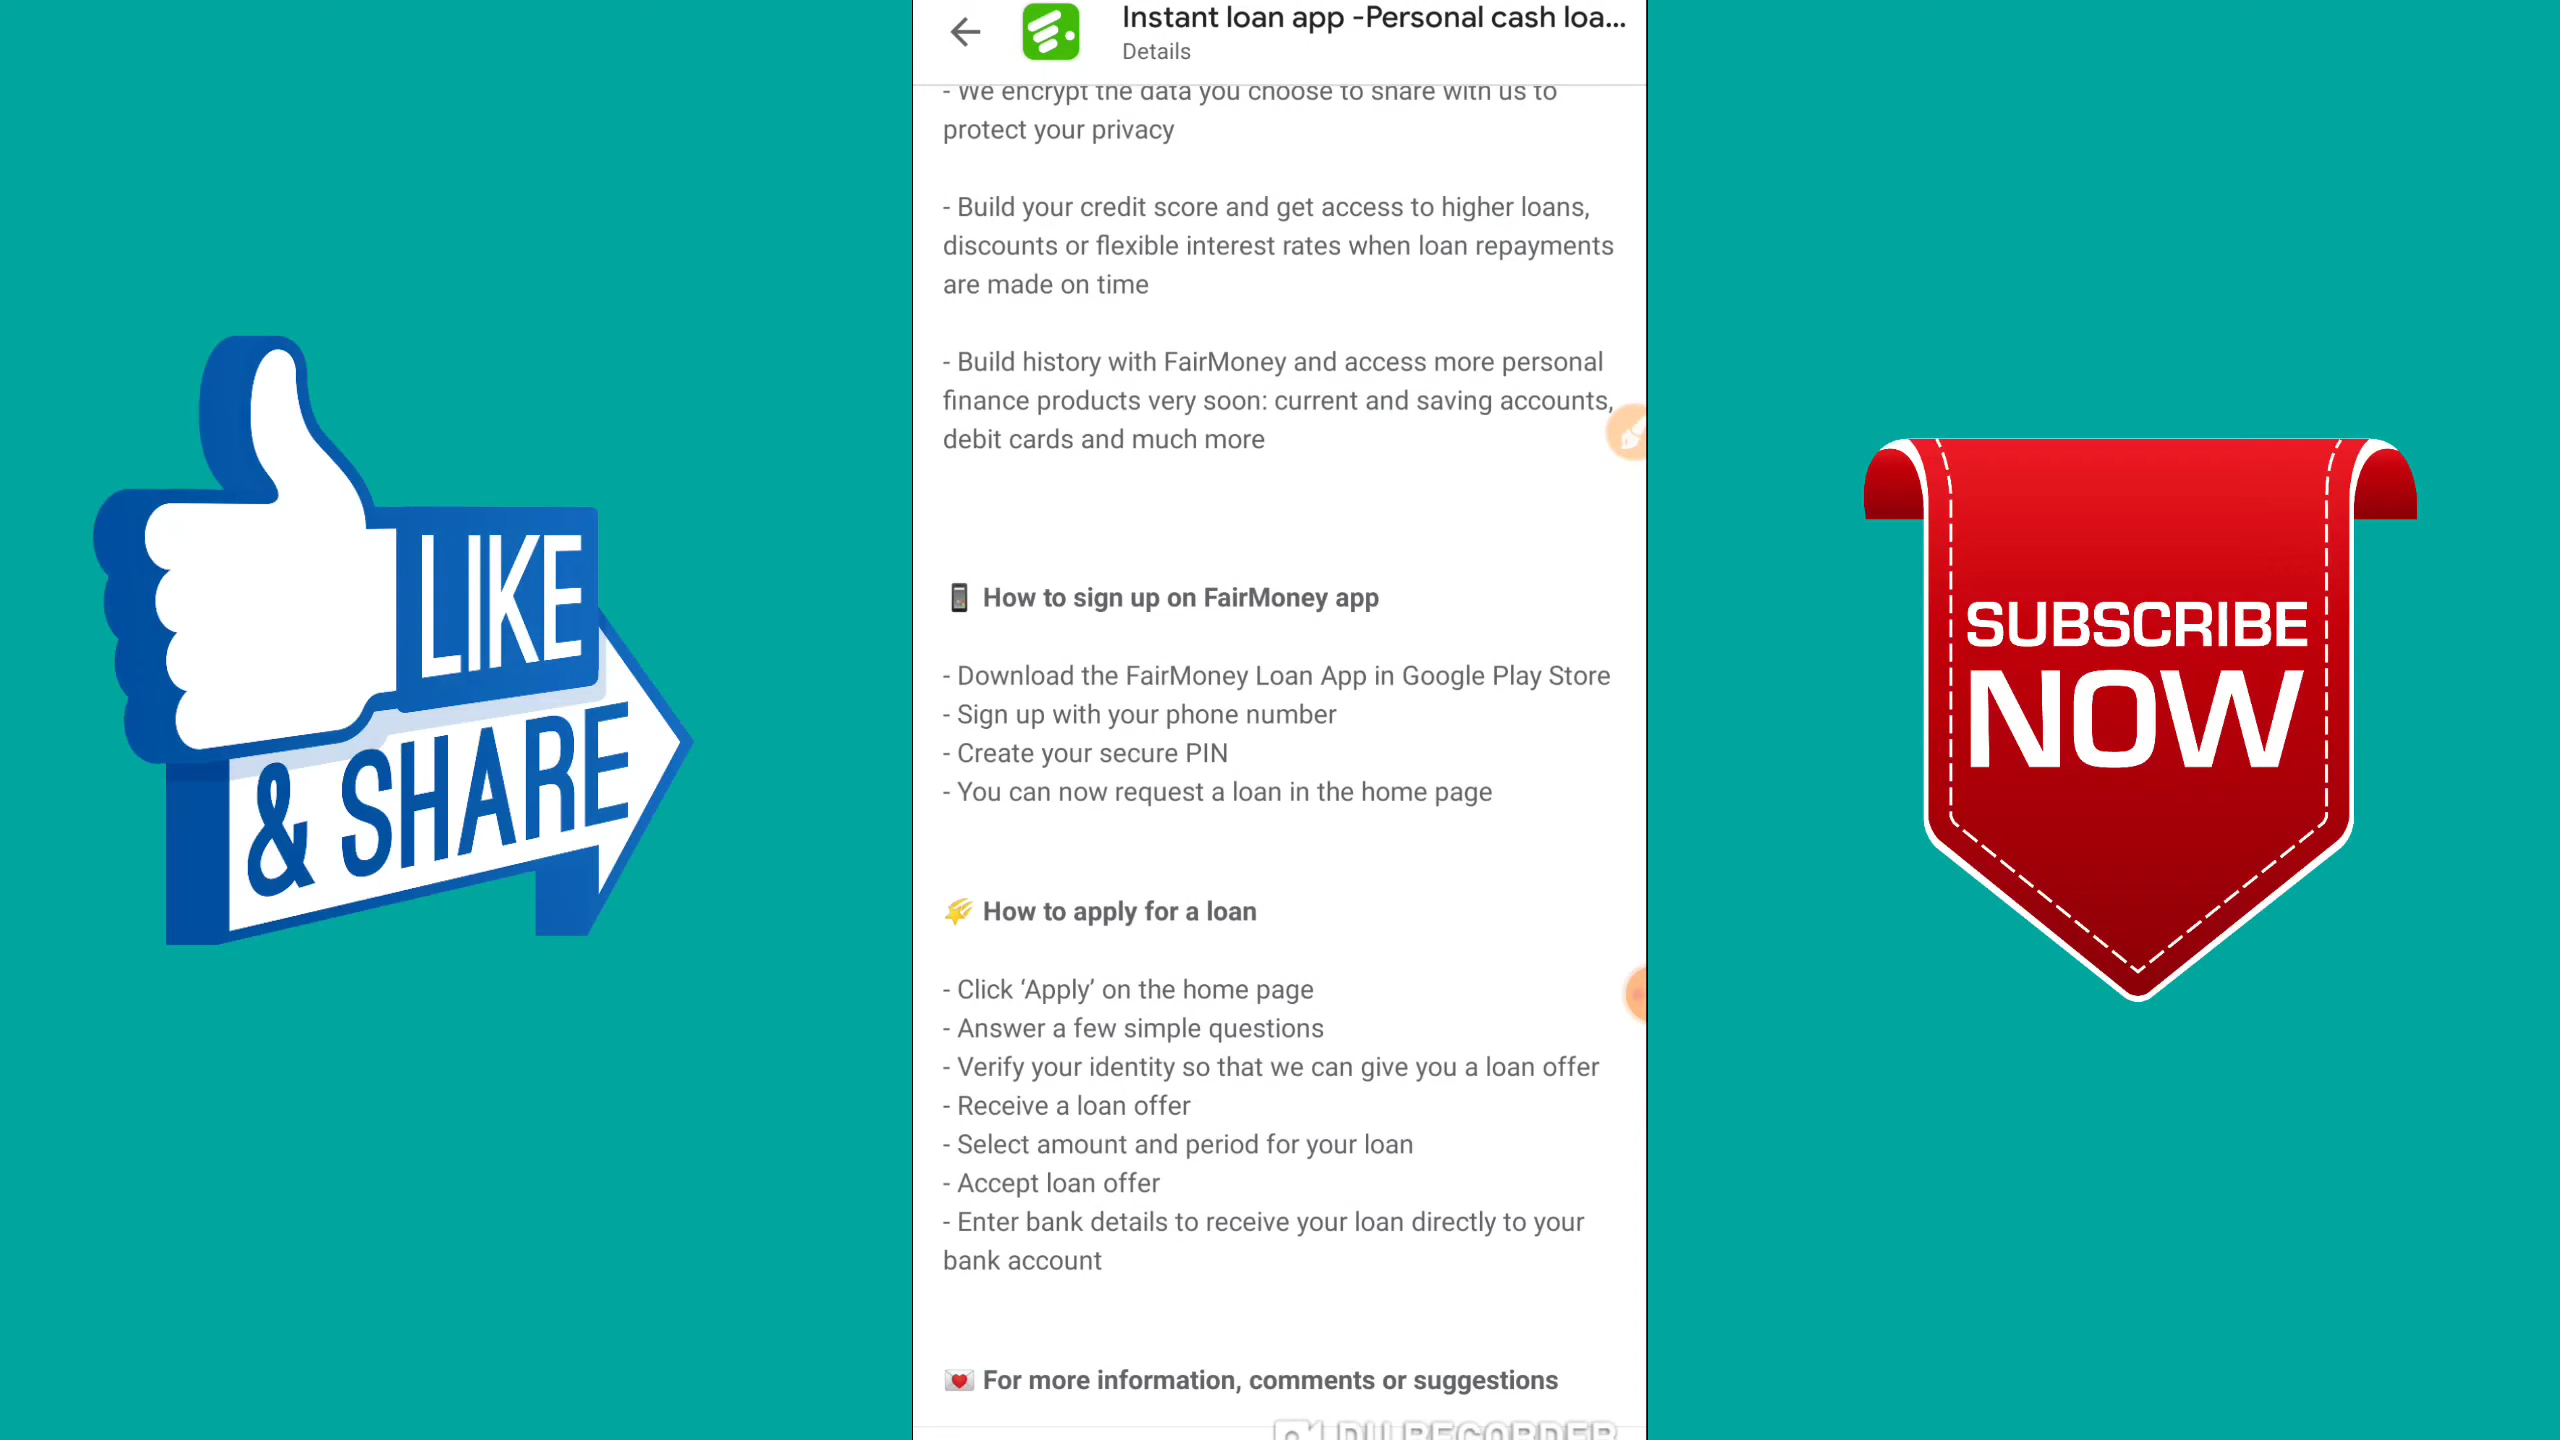 Instant loan app -Personal cash loa...
Details
- We encrypt the data you choose to share with us to
protect your privacy
- Build your credit score and get access to higher loans,
discounts or flexible interest rates when loan repayments
are made on time
- Build history with FairMoney and access more personal
finance products very soon: current and saving accounts,
debit cards and much more
How to sign up on FairMoney app
- Download the FairMoney Loan App in Google Play Store
- Sign up with your phone number
- Create your secure PIN
- You can now request a loan in the home page
How to apply for a loan
- Click ‘Apply’ on the home page
- Answer a few simple questions
- Verify your identity so that we can give you a loan offer
- Receive a loan offer
- Select amount and period for your loan
- Accept loan offer
- Enter bank details to receive your loan directly to your
bank account
For more information, comments or suggestions
DU RECORDER
LIKE
& SHARE
SUBSCRIBE
NOW